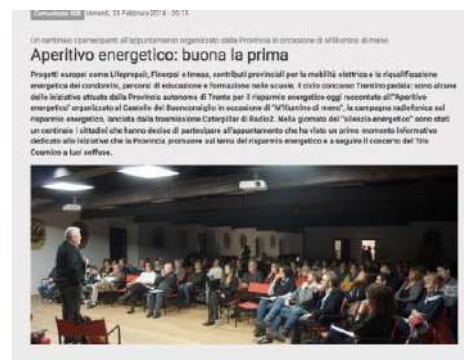 Comunicato Venerdì, 23 Febbraio 2018 - 20:15
Un centinaio i partecipanti all'appuntamento organizzato dalla Provincia in occasione di M'illumino di meno
Aperitivo energetico: buona la prima
Progetti europei come Liteprepair, Finerpol e Inmess, contributi provinciali per la mobilità elettrica e la riqualificazione
energetica dei condomini, percorsi di educazione e formazione nelle scuole, il ciclo concorso Trentino pedala: sono alcune
delle iniziative attuate dalla Provincia autonoma di Trento per il risparmio energetico oggi raccontate all'"Aperitivo
energetico" organizzato al Castello del Buonconsiglio in occasione di "M'illumino di meno", la campagna radiofonica sul
risparmio energetico, lanciata dalla trasmissione Caterpillar di Radio2. Nella giornata del "silenzio energetico" sono stati
un centinaio i cittadini che hanno deciso di partecipare all'appuntamento che ha visto un primo momento informativo
dedicato alle iniziative che la Provincia promuove sul tema del risparmio energetico e a seguire il concerto del Trio
Cosmico a luci soffuse.